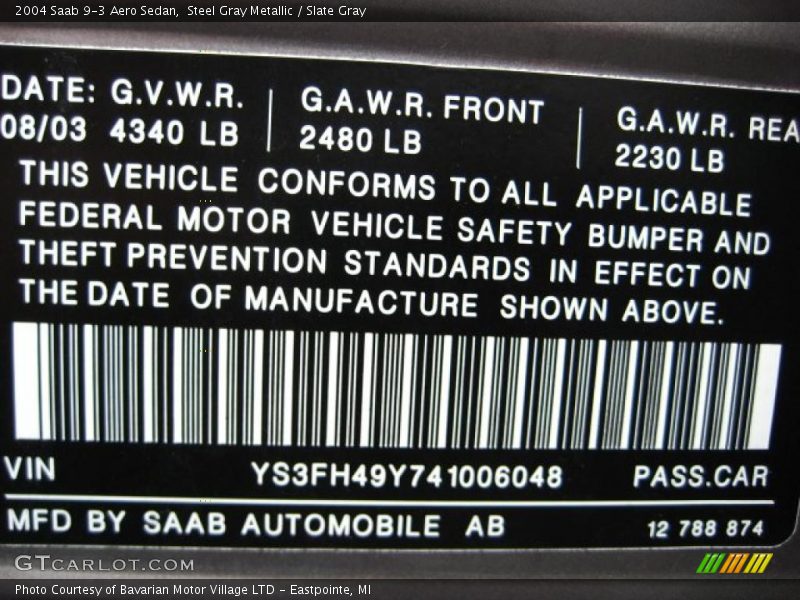 2004 Saab 9-3 Aero Sedan, Steel Gray Metallic / Slate Gray
DATE: G.V.W.R. G.A.W.R. FRONT G.A.W.R. REA
08/03 4340 LB 2480 LB 2230 LB
THIS VEHICLE CONFORMS TO ALL APPLICABLE
FEDERAL MOTOR VEHICLE SAFETY BUMPER AND
THEFT PREVENTION STANDARDS IN EFFECT ON
THE DATE OF MANUFACTURE SHOWN ABOVE.
VIN YS3FH49Y741006048 PASS.CAR
MFD BY SAAB AUTOMOBILE AB 12 788 874
GTCARLOT.COM
Photo Courtesy of Bavarian Motor Village LTD - Eastpointe, MI